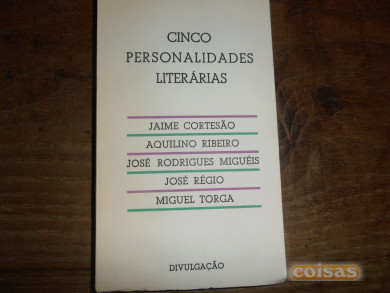 CINCO
PERSONALIDADES
LITERÁRIAS
JAIME CORTESÃO
AQUILINO RIBEIRO
JOSÉ RODRIGUES MIGUÉIS
JOSÉ RÉGIO
MIGUEL TORGA
DIVULGAÇÃO
coisas